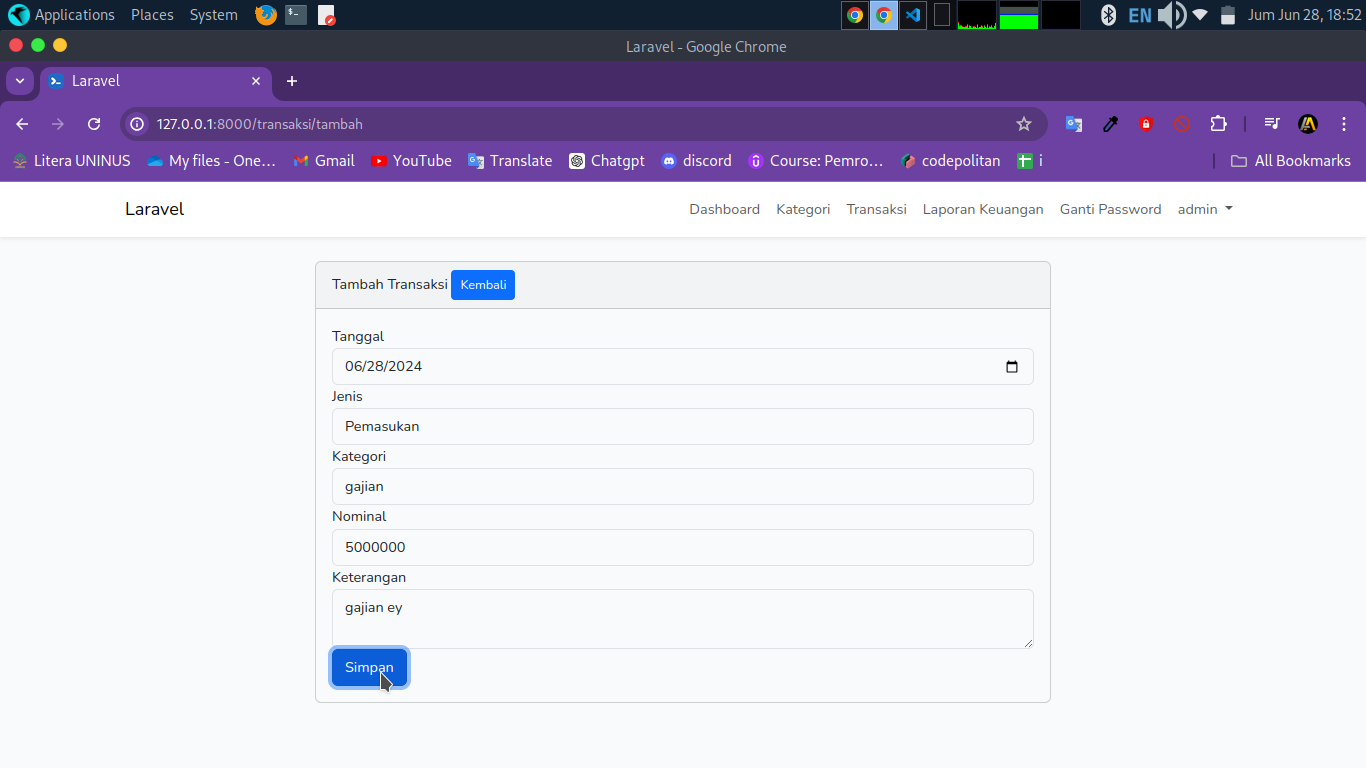 Applications Places System EN Jum Jun 28, 18:52
Laravel - Google Chrome
Laravel
127.0.0.1:8000/transaksi/tambah
Litera UNINUS My files - One... Gmail YouTube Translate Chatgpt discord Course: Pemro... codepolitan i All Bookmarks
Laravel Dashboard Kategori Transaksi Laporan Keuangan Ganti Password admin
Tambah Transaksi Kembali
Tanggal
06/28/2024
Jenis
Pemasukan
Kategori
gajian
Nominal
5000000
Keterangan
gajian ey
Simpan